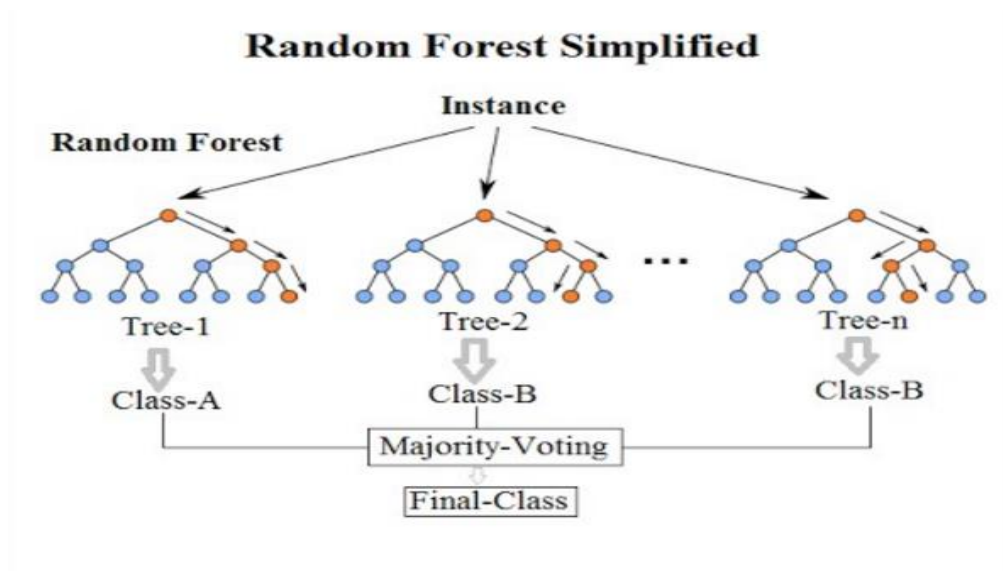 Random Forest Simplified
Instance
Random Forest
...
Tree-1
Tree-2
Tree-n
Class-A
Class-B
Class-B
Majority-Voting
Final-Class